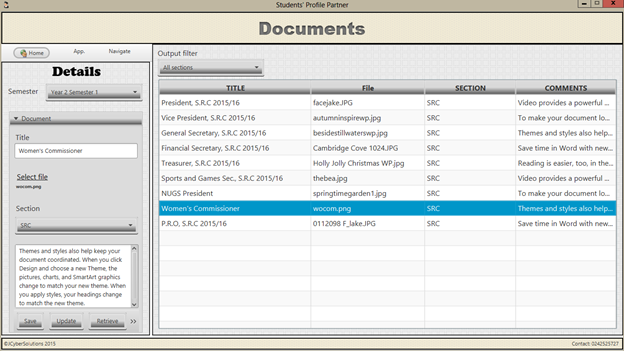 Students' Profile Partner
Documents
Home App. Navigate
Details
Semester Year 2 Semester 1
Document
Title
Women's Commissioner
Select file
wocom.png
Section
SRC
Themes and styles also help keep your
document coordinated. When you click
Design and choose a new Theme, the
pictures, charts, and SmartArt graphics
change to match your new theme. When
you apply styles, your headings change
to match the new theme.
Save Update Retrieve >>
Output filter
All sections
TITLE File SECTION COMMENTS
President, S.R.C 2015/16 facejake.JPG SRC Video provides a powerful ...
Vice President, S.R.C 2015/16 autumninspirewp.jpg SRC To make your document lo...
General Secretary, S.R.C 2015/16 besidestillwaterswp.jpg SRC Themes and styles also help...
Financial Secretary, S.R.C 2015/16 Cambridge Cove 1024.JPG SRC Save time in Word with new...
Treasurer, S.R.C 2015/16 Holly Jolly Christmas WP.jpg SRC Reading is easier, too, in the...
Sports and Games Sec., S.R.C 2015/16 thebea.jpg SRC Video provides a powerful ...
NUGS President springtimegarden1.jpg SRC To make your document lo...
Women's Commissioner wocom.png SRC Themes and styles also help...
P.R.O, S.R.C 2015/16 0112098 F_lake.JPG SRC Save time in Word with new...
©JCyberSolutions 2015 Contact: 0242525727